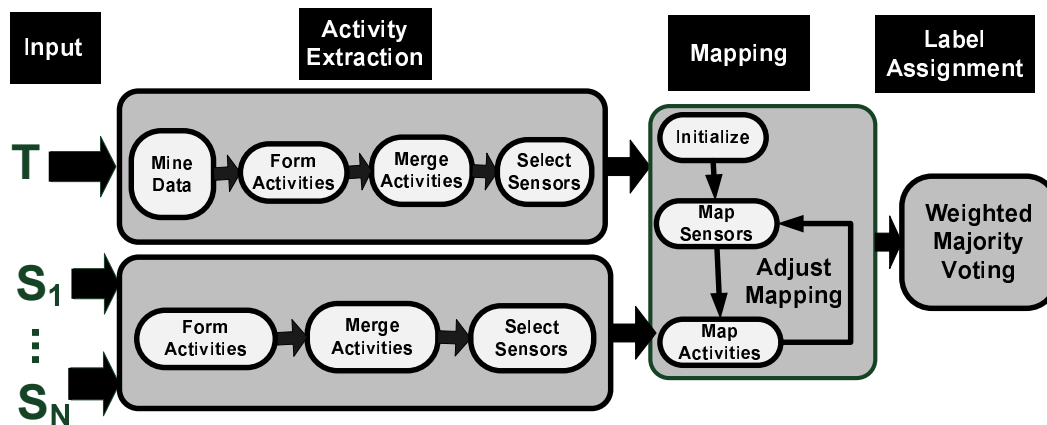 Input
Activity
Extraction
Mapping
Label
Assignment
T
Mine
Data
Form
Activities
Merge
Activities
Select
Sensors
S1
⋮
SN
Form
Activities
Merge
Activities
Select
Sensors
Initialize
Map
Sensors
Adjust
Mapping
Map
Activities
Weighted
Majority
Voting